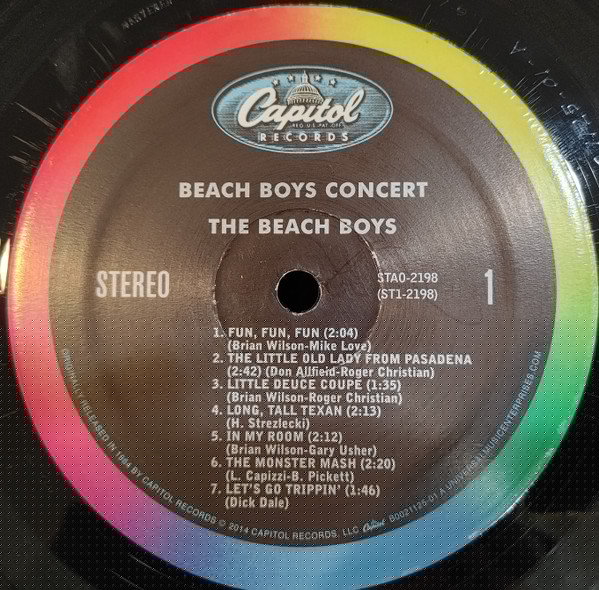 MASTERED
Capitol
REG. U.S. PAT. OFF.
RECORDS
BEACH BOYS CONCERT
THE BEACH BOYS
STEREO
STAO-2198
(ST1-2198)
1
1. FUN, FUN, FUN (2:04)
(Brian Wilson-Mike Love)
2. THE LITTLE OLD LADY FROM PASADENA
(2:42) (Don Allfield-Roger Christian)
3. LITTLE DEUCE COUPE (1:35)
(Brian Wilson-Roger Christian)
4. LONG, TALL TEXAN (2:13)
(H. Strezlecki)
5. IN MY ROOM (2:12)
(Brian Wilson-Gary Usher)
6. THE MONSTER MASH (2:20)
(L. Capizzi-B. Pickett)
7. LET'S GO TRIPPIN' (1:46)
(Dick Dale)
ORIGINALLY RELEASED IN 1964 BY CAPITOL RECORDS © 2014 CAPITOL RECORDS, LLC Capitol B0021125-01 A UNIVERSALMUSICENTERPRISES.COM